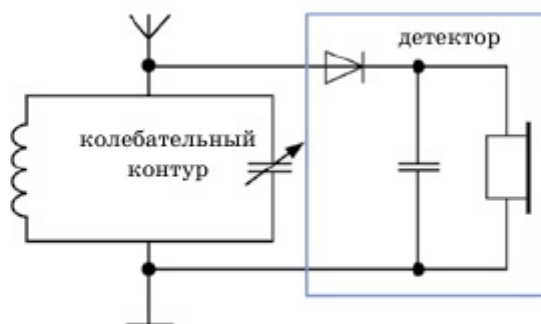 детектор
колебательный
контур